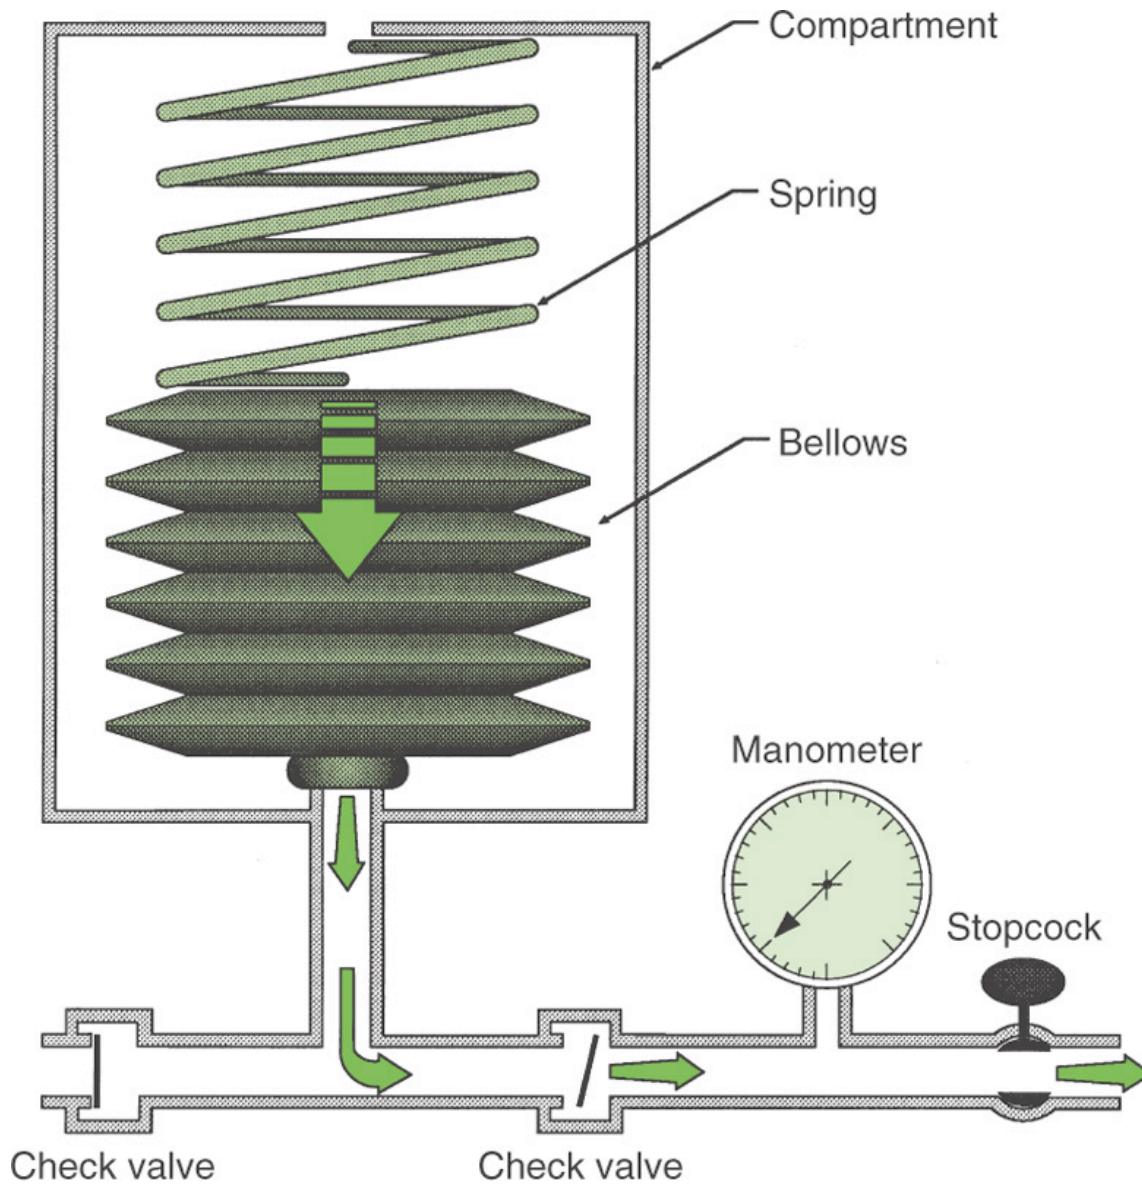 Compartment
Spring
Bellows
Manometer
Stopcock
Check valve
Check valve